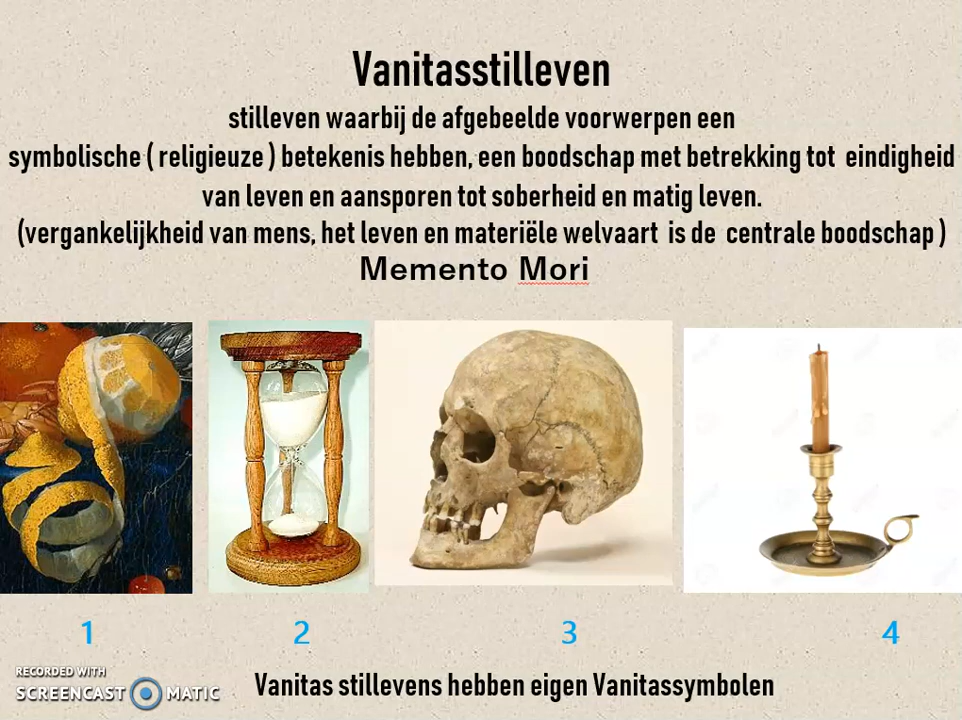 Vanitasstilleven
stilleven waarbij de afgebeelde voorwerpen een
symbolische ( religieuze ) betekenis hebben, een boodschap met betrekking tot eindigheid
van leven en aansporen tot soberheid en matig leven.
(vergankelijkheid van mens, het leven en materiële welvaart is de centrale boodschap )
Memento Mori
1 2 3 4
RECORDED WITH
SCREENCAST MATIC
Vanitas stillevens hebben eigen Vanitassymbolen